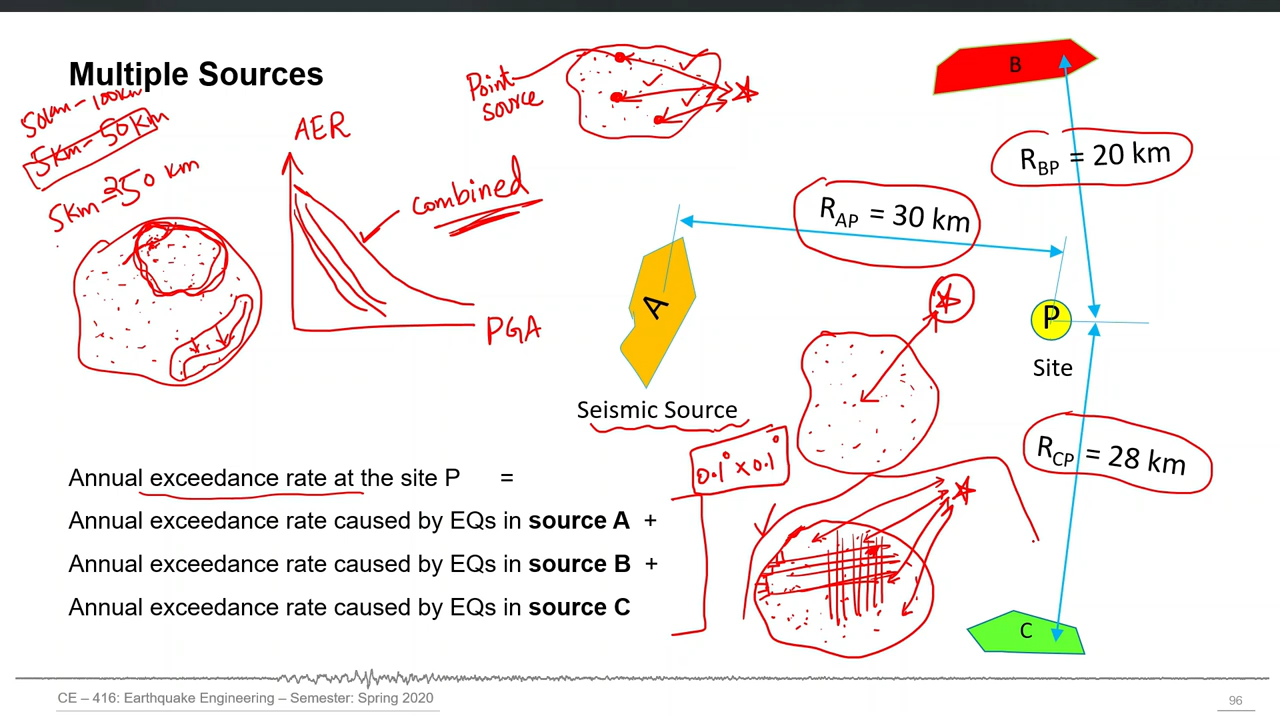 Multiple Sources
50km - 100km
5km - 50km
5km - 250 km
AER
combined
PGA
Point
source
B
R_BP = 20 km
R_AP = 30 km
A
P
Site
Seismic Source
R_CP = 28 km
0.1° x 0.1°
C
Annual exceedance rate at the site P =
Annual exceedance rate caused by EQs in source A +
Annual exceedance rate caused by EQs in source B +
Annual exceedance rate caused by EQs in source C
CE – 416: Earthquake Engineering – Semester: Spring 2020
96